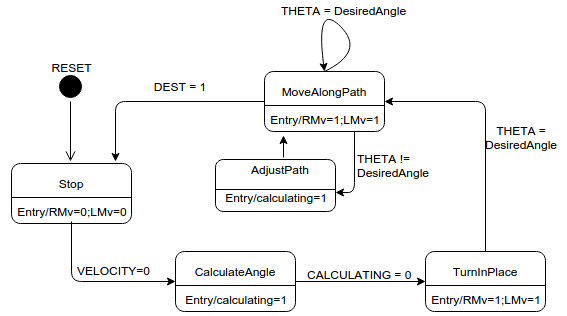 THETA = DesiredAngle
RESET
DEST = 1
MoveAlongPath
Entry/RMv=1;LMv=1
THETA !=
DesiredAngle
THETA =
DesiredAngle
AdjustPath
Entry/calculating=1
Stop
Entry/RMv=0;LMv=0
VELOCITY=0
CalculateAngle
Entry/calculating=1
CALCULATING = 0
TurnInPlace
Entry/RMv=1;LMv=1